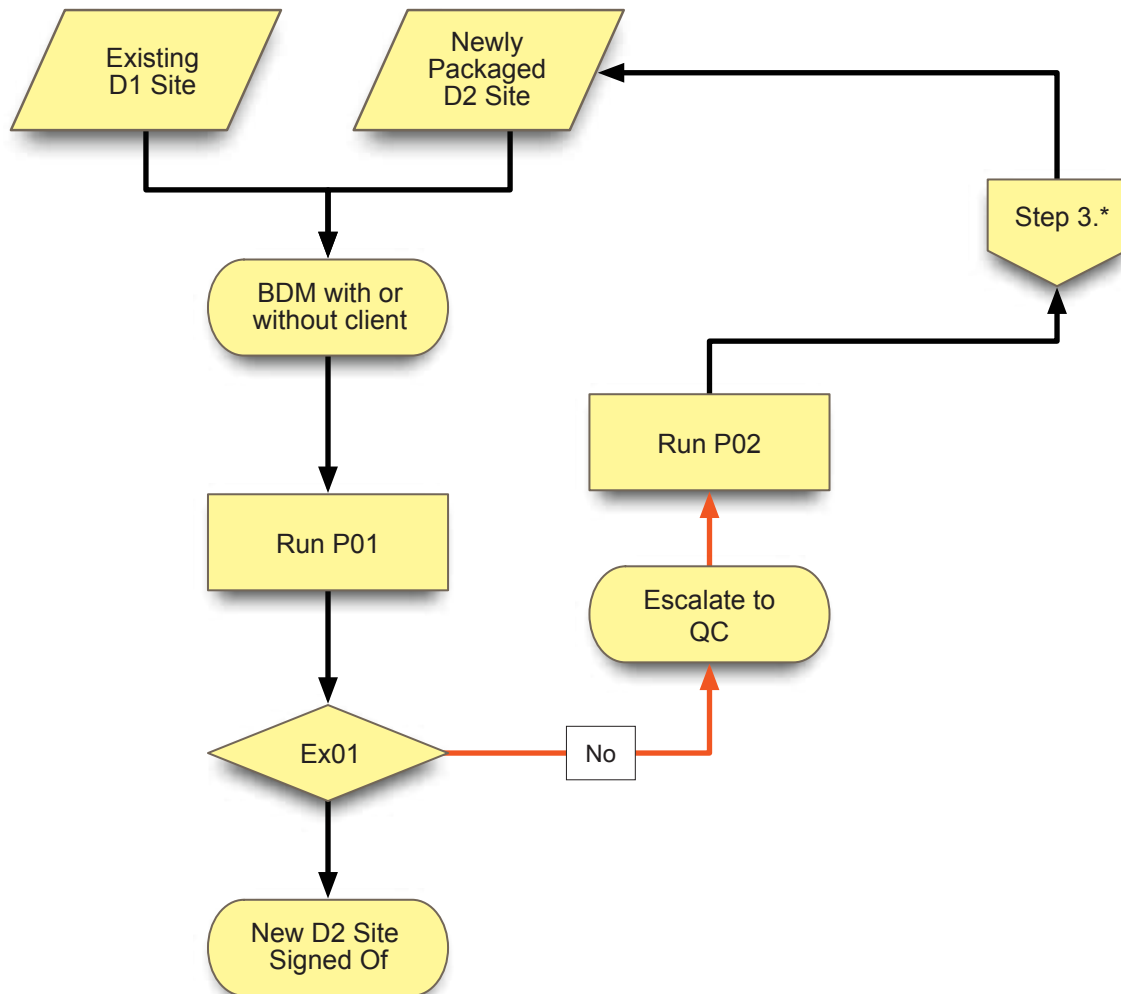 Existing
D1 Site
Newly
Packaged
D2 Site
Step 3.*
BDM with or
without client
Run P02
Run P01
Escalate to
QC
Ex01
No
New D2 Site
Signed Of